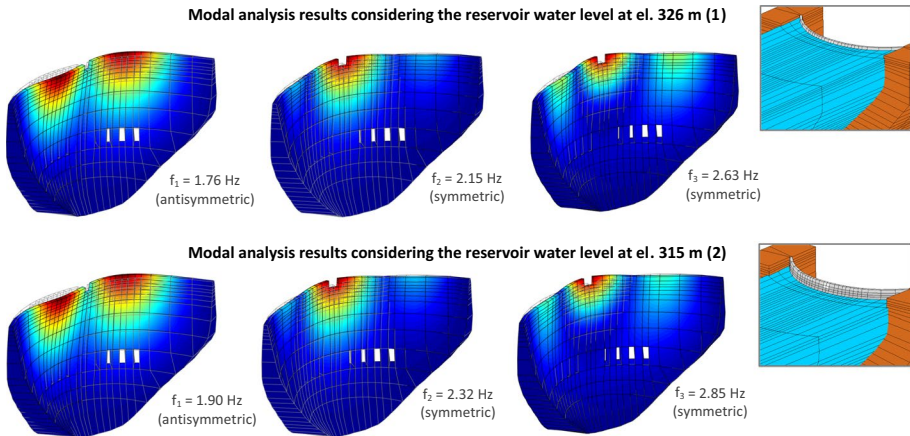 Modal analysis results considering the reservoir water level at el. 326 m (1)
f₁ = 1.76 Hz
(antisymmetric)
f₂ = 2.15 Hz
(symmetric)
f₃ = 2.63 Hz
(symmetric)
Modal analysis results considering the reservoir water level at el. 315 m (2)
f₁ = 1.90 Hz
(antisymmetric)
f₂ = 2.32 Hz
(symmetric)
f₃ = 2.85 Hz
(symmetric)